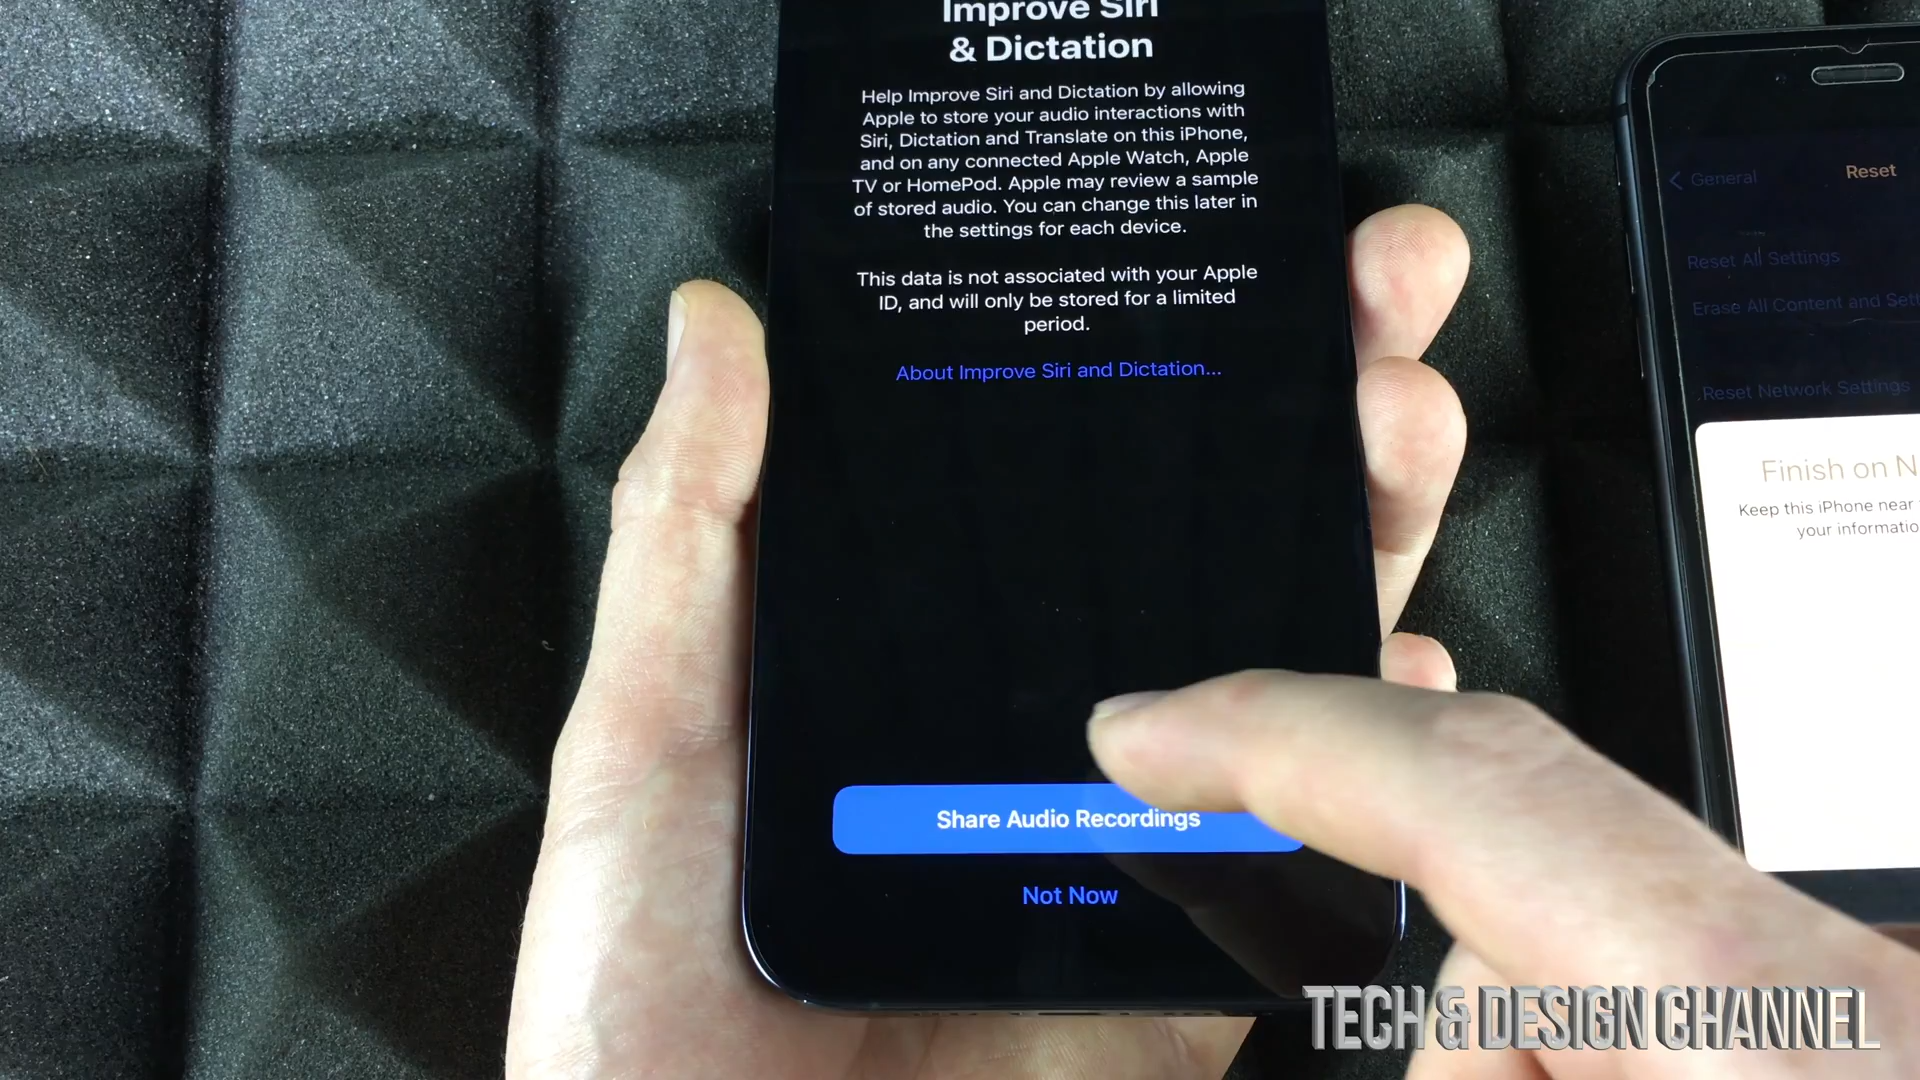 Improve Siri
& Dictation
Help Improve Siri and Dictation by allowing
Apple to store your audio interactions with
Siri, Dictation and Translate on this iPhone,
and on any connected Apple Watch, Apple
TV or HomePod. Apple may review a sample
of stored audio. You can change this later in
the settings for each device.
This data is not associated with your Apple
ID, and will only be stored for a limited
period.
About Improve Siri and Dictation...
Share Audio Recordings
Not Now
General
Reset
Reset All Settings
Erase All Content and Sett
Reset Network Settings
Finish on N
Keep this iPhone near
your informatio
TECH & DESIGN CHANNEL